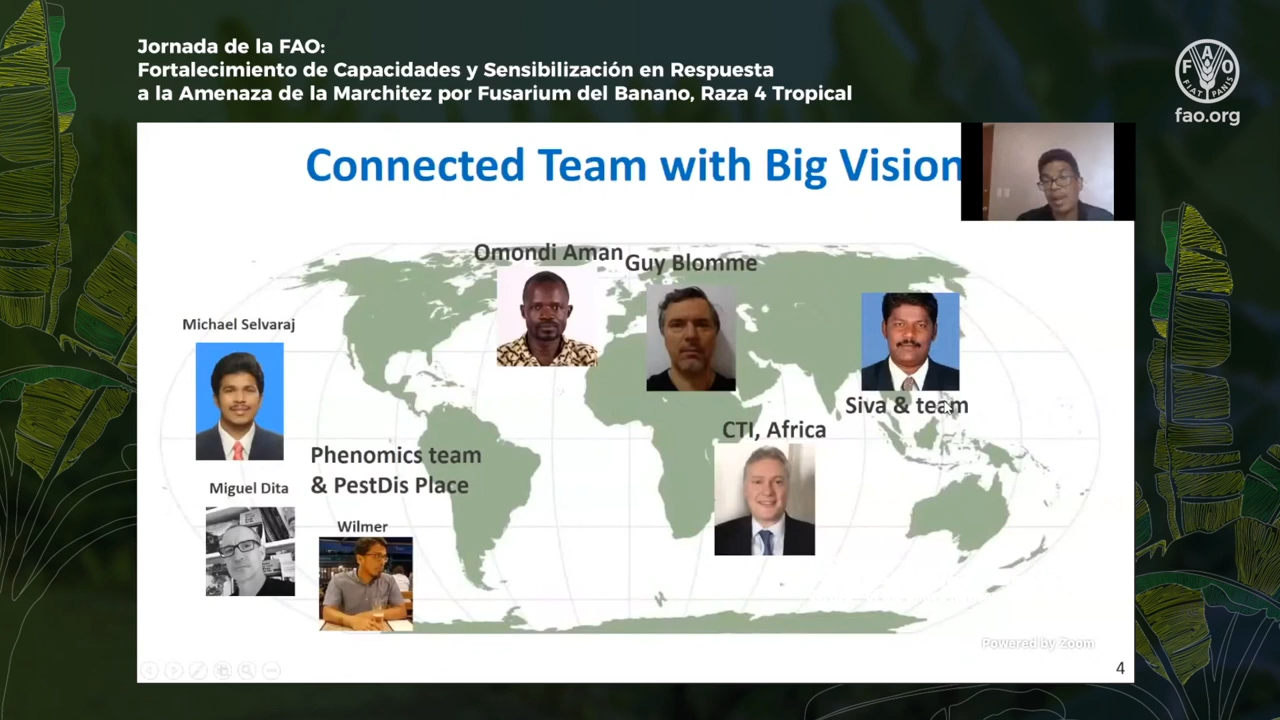 Jornada de la FAO:
Fortalecimiento de Capacidades y Sensibilización en Respuesta
a la Amenaza de la Marchitez por Fusarium del Banano, Raza 4 Tropical
F A O
FIAT PANIS
fao.org
Connected Team with Big Vision
Omondi Aman
Guy Blomme
Michael Selvaraj
Siva & team
CTI, Africa
Phenomics team
& PestDis Place
Miguel Dita
Wilmer
Powered by Zoom
4